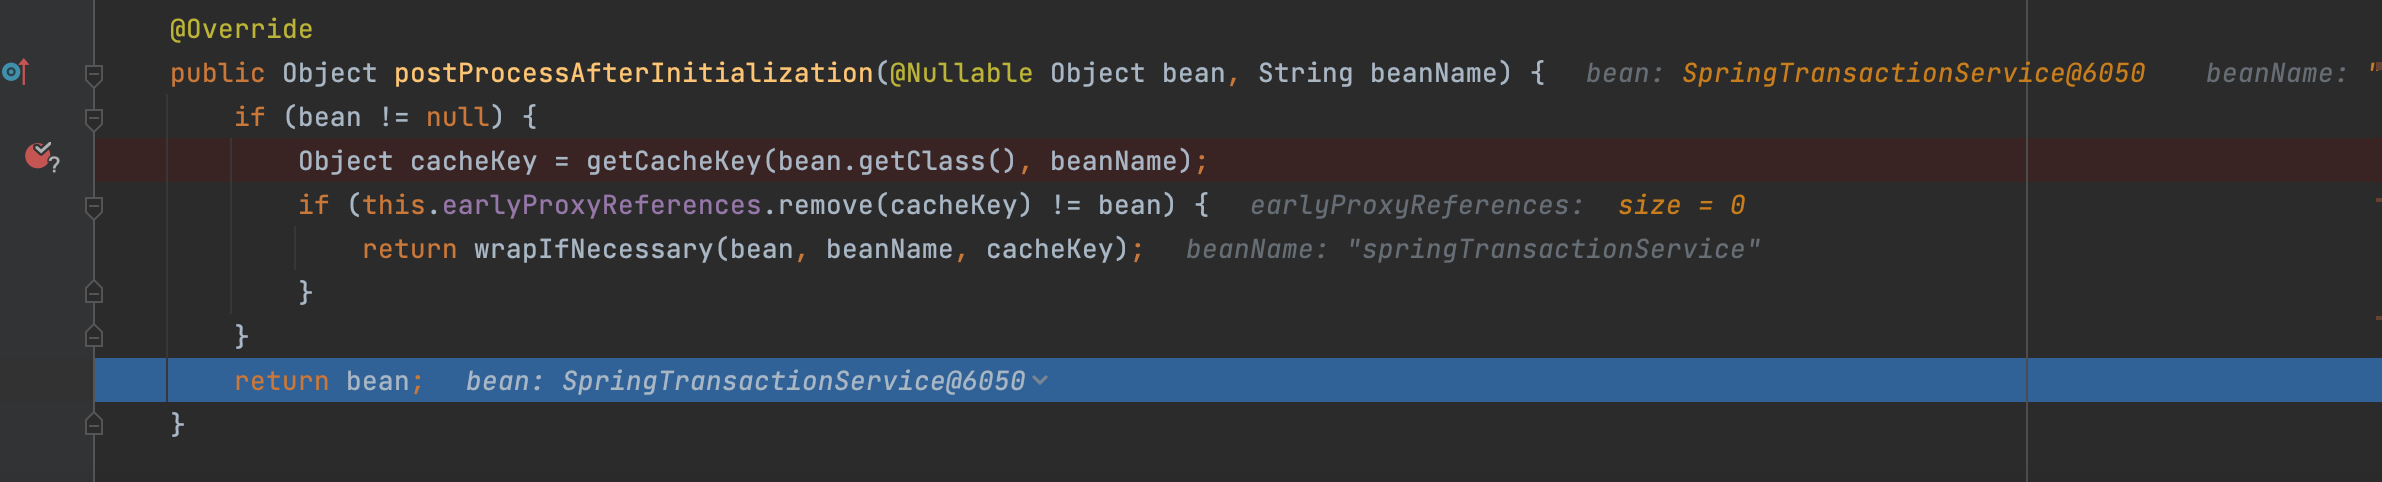 @Override
public Object postProcessAfterInitialization(@Nullable Object bean, String beanName) { bean: SpringTransactionService@6050 beanName: "
if (bean != null) {
Object cacheKey = getCacheKey(bean.getClass(), beanName);
if (this.earlyProxyReferences.remove(cacheKey) != bean) { earlyProxyReferences: size = 0
return wrapIfNecessary(bean, beanName, cacheKey); beanName: "springTransactionService"
}
}
return bean; bean: SpringTransactionService@6050
}